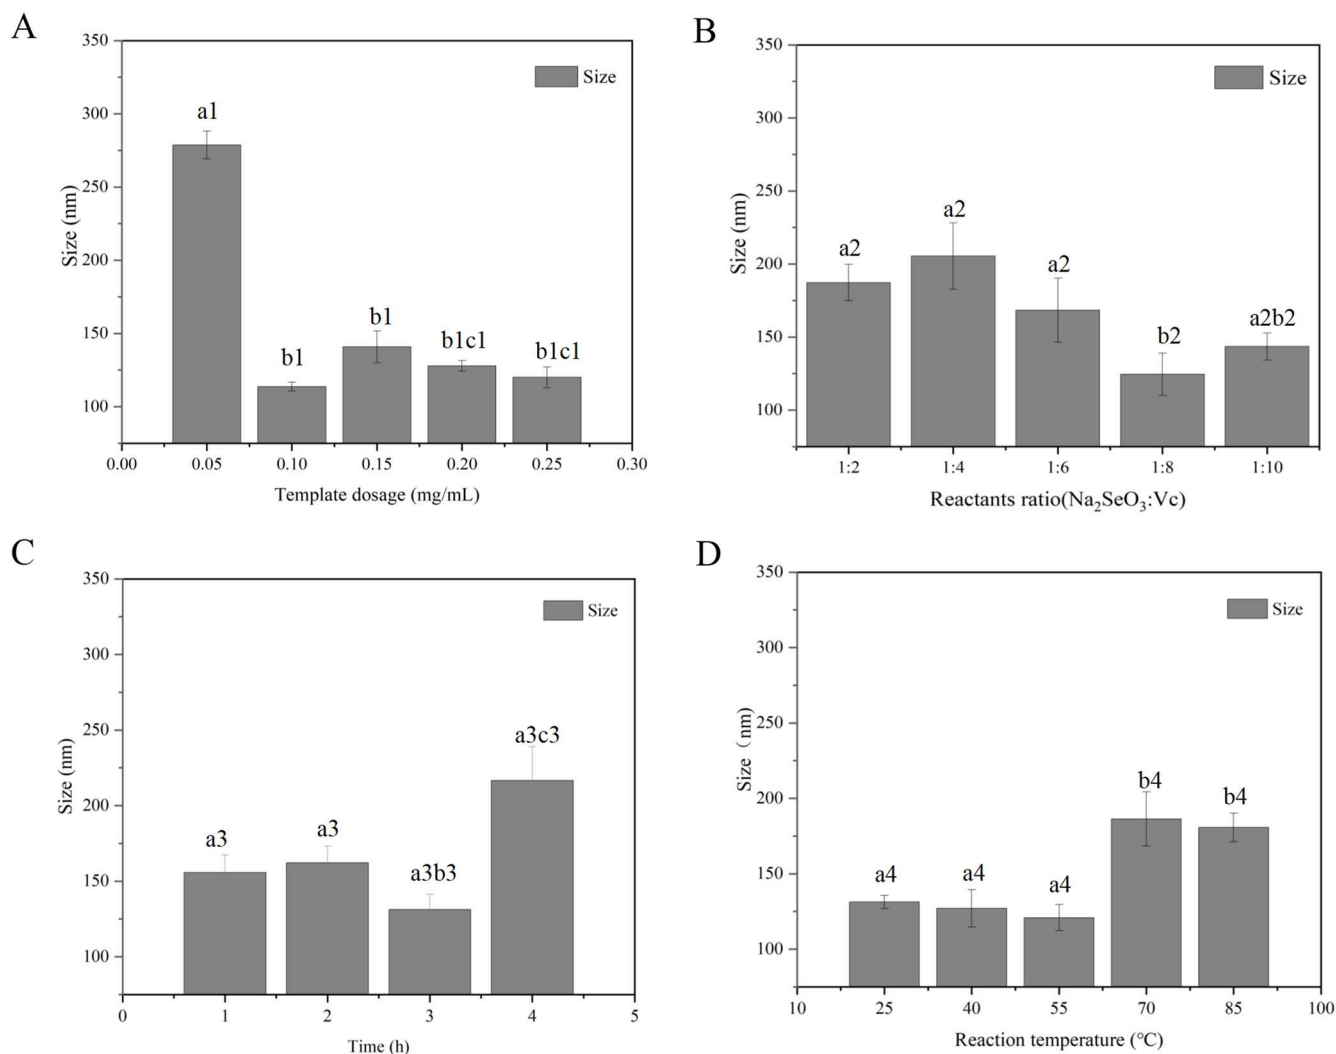 A
350
300
250
200
150
100
Size (nm)
Size
a1
b1
b1
b1c1
b1c1
0.00 0.05 0.10 0.15 0.20 0.25 0.30
Template dosage (mg/mL)
B
350
300
250
200
150
100
Size (nm)
Size
a2
a2
a2
b2
a2b2
1:2 1:4 1:6 1:8 1:10
Reactants ratio(Na₂SeO₃:Vc)
C
350
300
250
200
150
100
Size (nm)
Size
a3
a3
a3b3
a3c3
0 1 2 3 4 5
Time (h)
D
350
300
250
200
150
100
Size（nm)
Size
a4
a4
a4
b4
b4
10 25 40 55 70 85 100
Reaction temperature (℃)